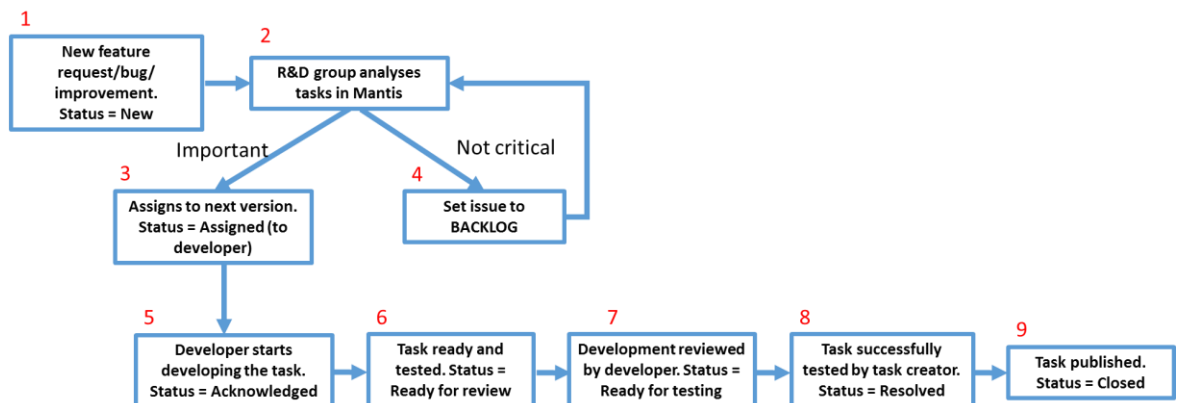 1
New feature
request/bug/
improvement.
Status = New
2
R&D group analyses
tasks in Mantis
Important
Not critical
3
Assigns to next version.
Status = Assigned (to
developer)
4
Set issue to
BACKLOG
5
Developer starts
developing the task.
Status = Acknowledged
6
Task ready and
tested. Status =
Ready for review
7
Development reviewed
by developer. Status =
Ready for testing
8
Task successfully
tested by task creator.
Status = Resolved
9
Task published.
Status = Closed